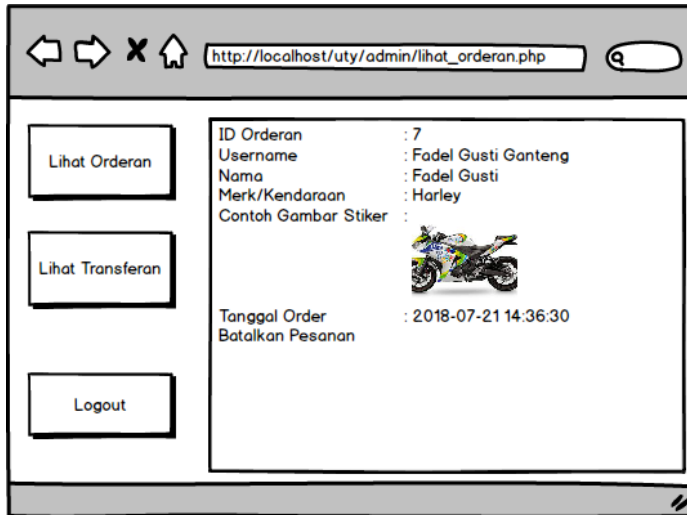 http://localhost/uty/admin/lihat_orderan.php
Lihat Orderan
Lihat Transferan
Logout
ID Orderan : 7
Username : Fadel Gusti Ganteng
Nama : Fadel Gusti
Merk/Kendaraan : Harley
Contoh Gambar Stiker :
Tanggal Order : 2018-07-21 14:36:30
Batalkan Pesanan